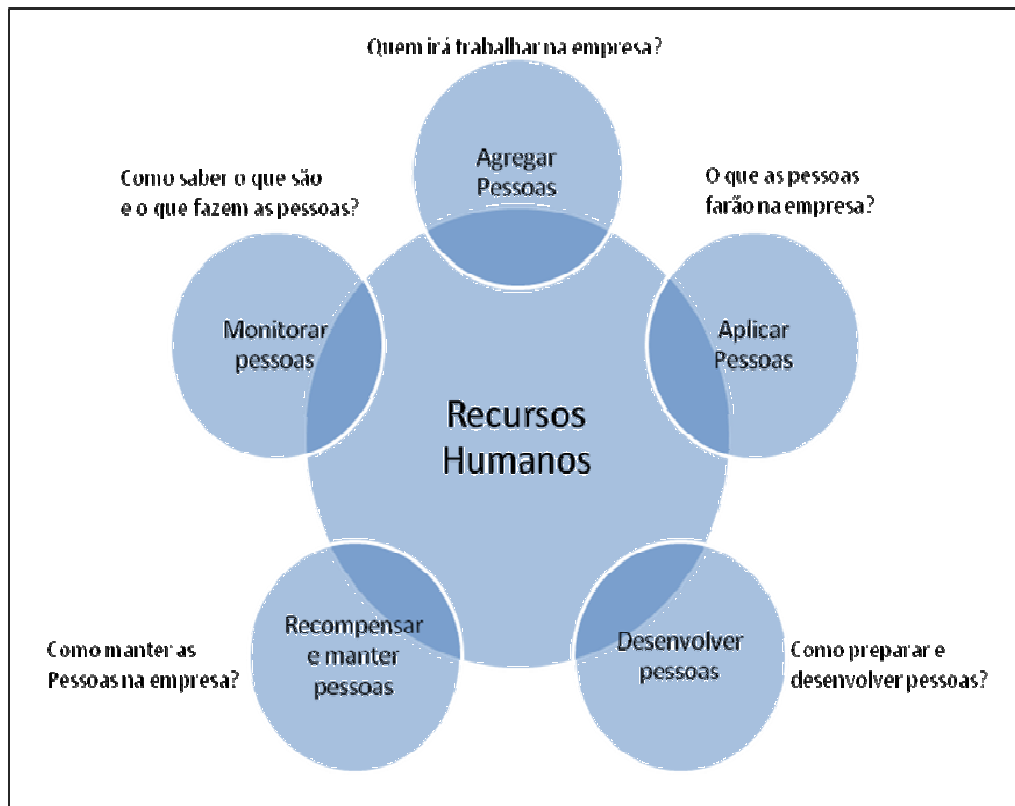 Quem irá trabalhar na empresa?
Agregar
Pessoas
Como saber o que são
e o que fazem as pessoas?
O que as pessoas
farão na empresa?
Monitorar
pessoas
Aplicar
Pessoas
Recursos
Humanos
Recompensar
e manter
pessoas
Desenvolver
pessoas
Como manter as
Pessoas na empresa?
Como preparar e
desenvolver pessoas?